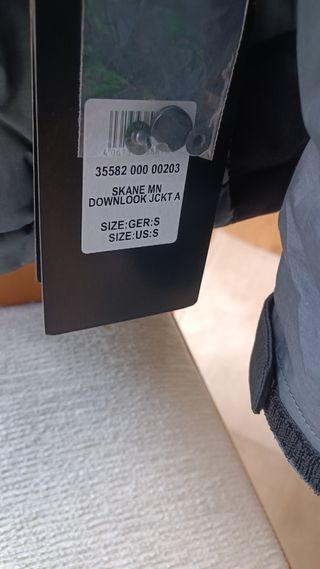 35582 000 00203
SKANE MN
DOWNLOOK JCKT A
SIZE:GER:S
SIZE:US:S